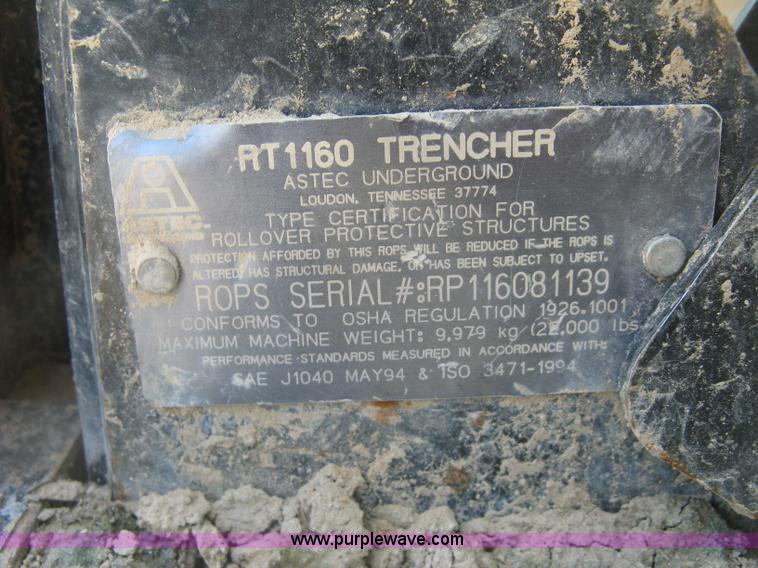 RT1160 TRENCHER
ASTEC UNDERGROUND
LOUDON, TENNESSEE 37774
ASTEC
TYPE CERTIFICATION FOR
ROLLOVER PROTECTIVE STRUCTURES
PROTECTION AFFORDED BY THIS ROPS WILL BE REDUCED IF THE ROPS IS
ALTERED, HAS STRUCTURAL DAMAGE, OR HAS BEEN SUBJECT TO UPSET.
ROPS SERIAL#:RP116081139
CONFORMS TO OSHA REGULATION 1926.1001
MAXIMUM MACHINE WEIGHT: 9,979 kg (22,000 lbs
PERFORMANCE STANDARDS MEASURED IN ACCORDANCE WITH:
SAE J1040 MAY94 & ISO 3471-1994
www.purplewave.com